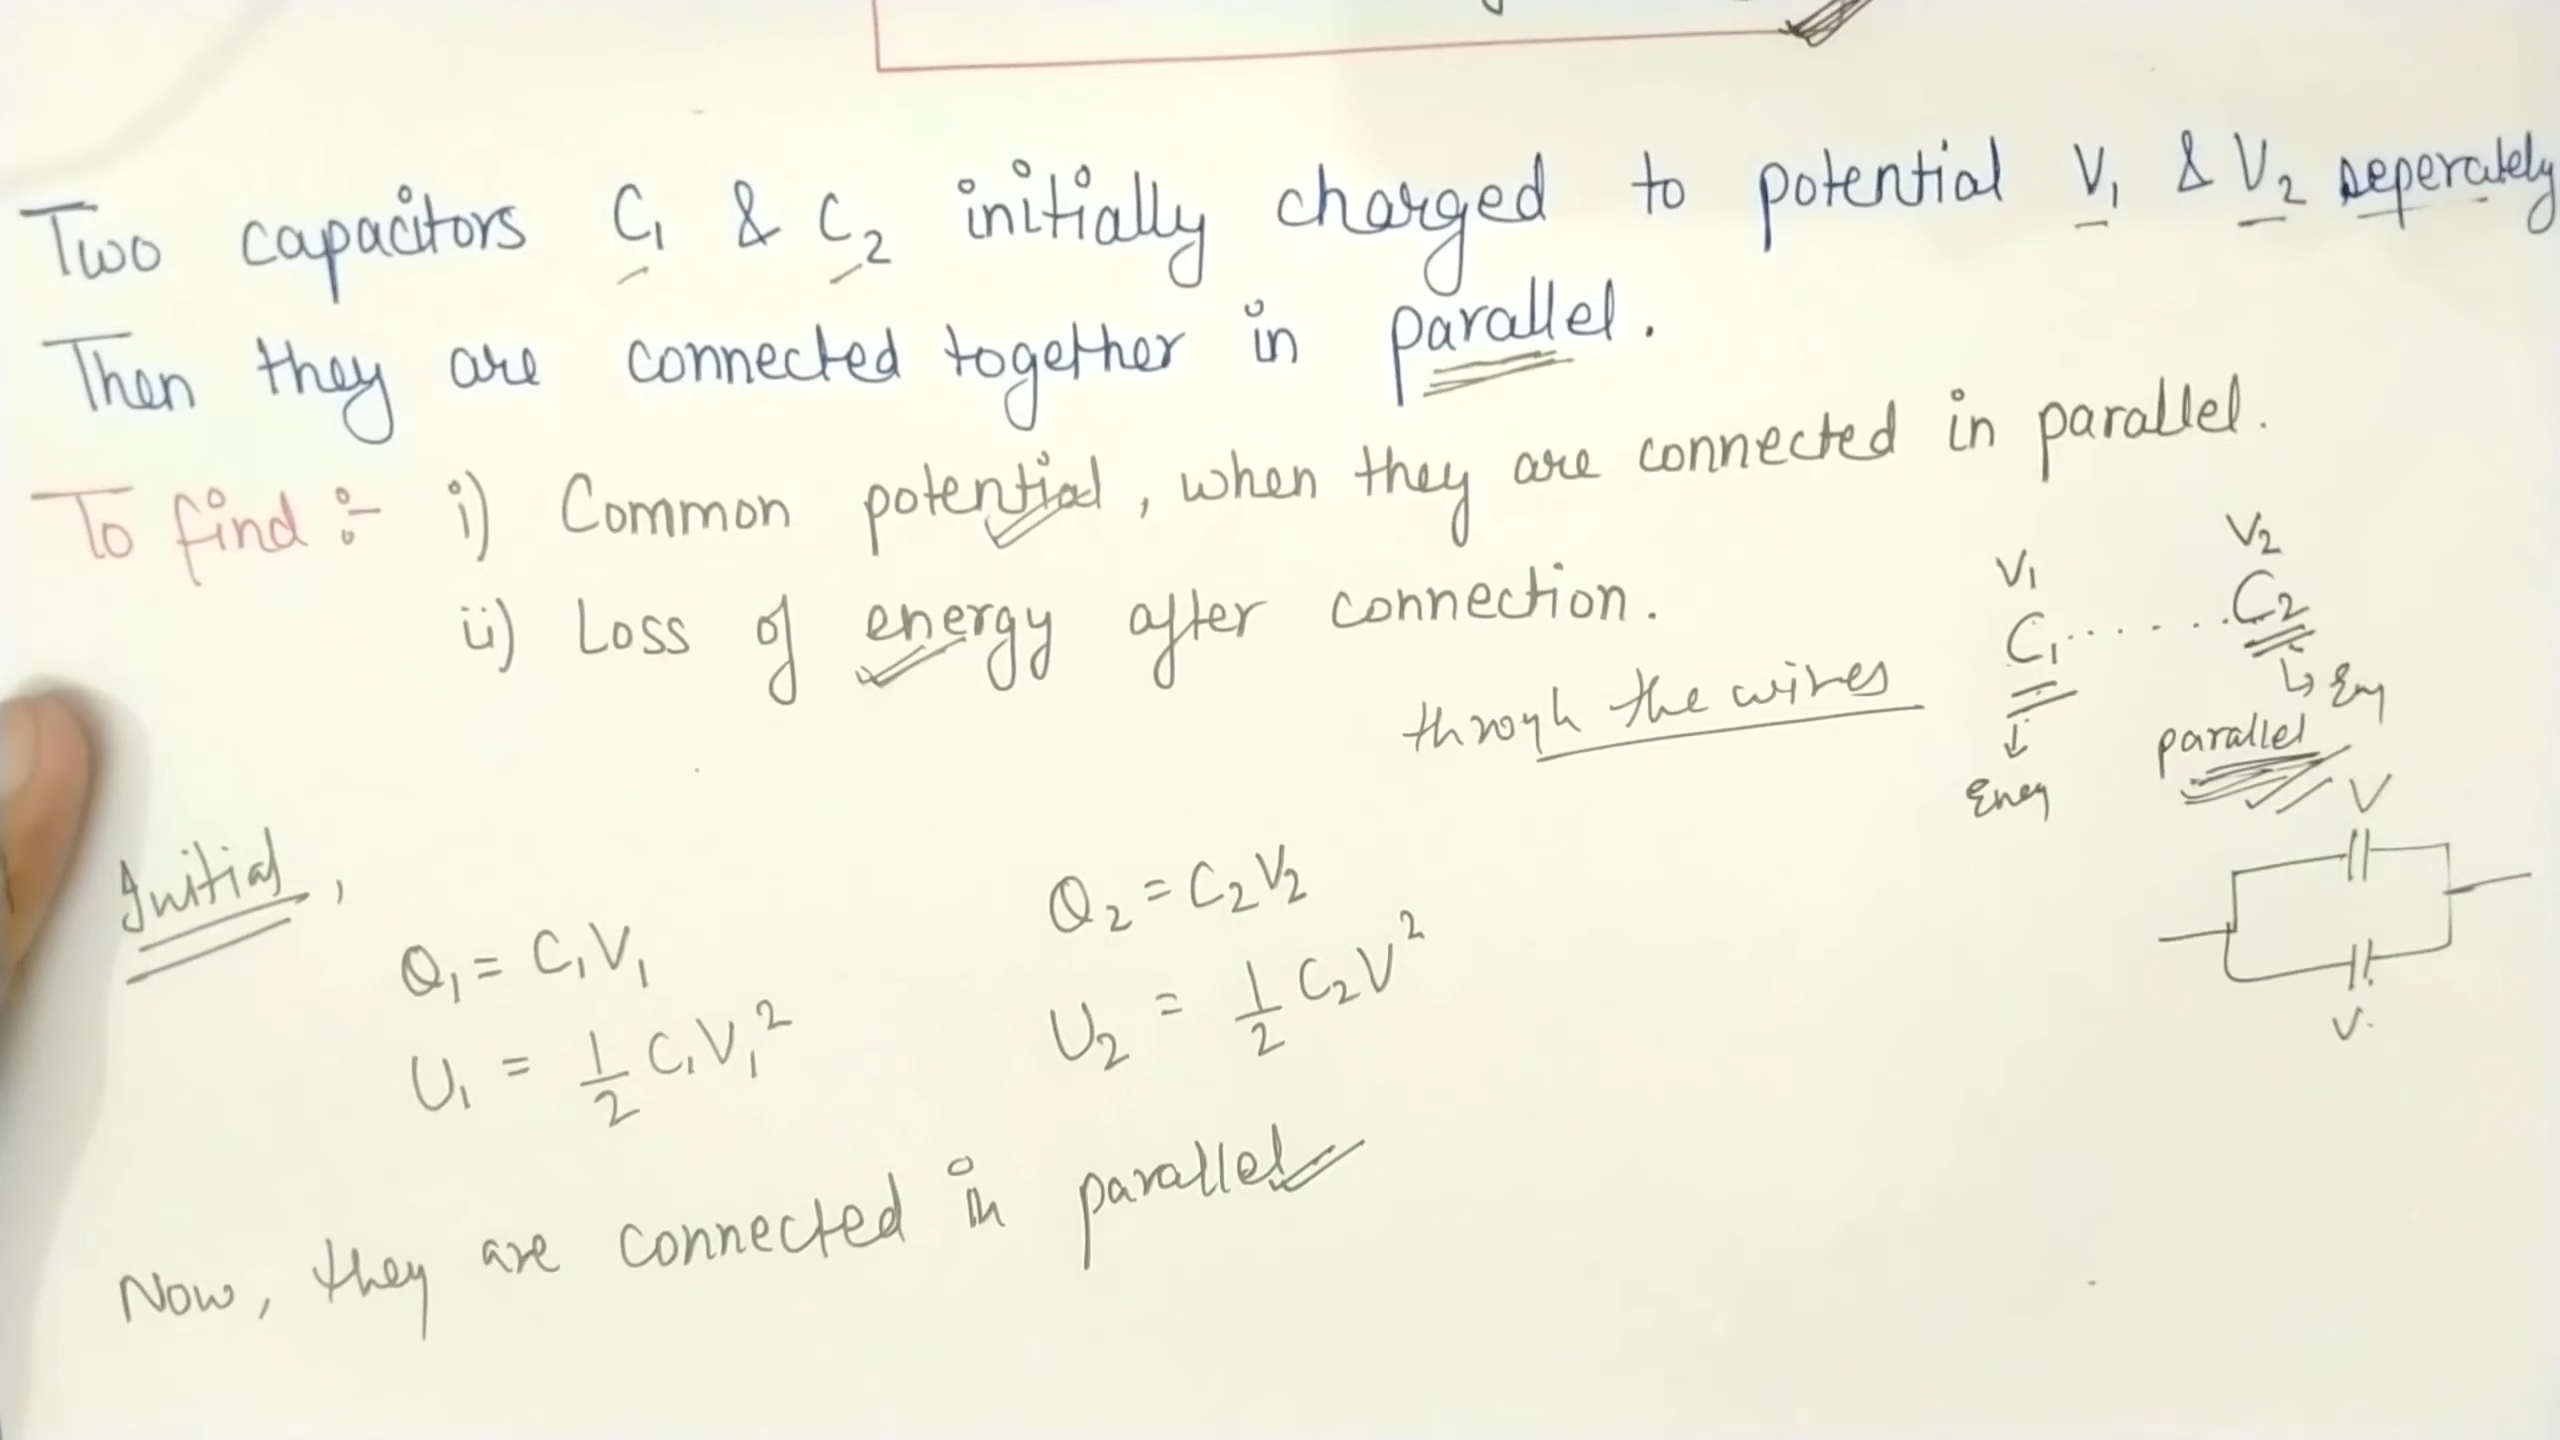 Two capacitors C₁ & C₂ initially charged to potential V₁ & V₂ seperately
Then they are connected together in parallel.
To find :- i) Common potential, when they are connected in parallel.
ii) Loss of energy after connection.
through the wires
V₁ V₂
C₁ ...... C₂
↓ ↳
parallel
V
V
Initial,
Q₁ = C₁V₁
U₁ = 1/2 C₁V₁²
Q₂ = C₂V₂
U₂ = 1/2 C₂V²
Now, they are connected in parallel